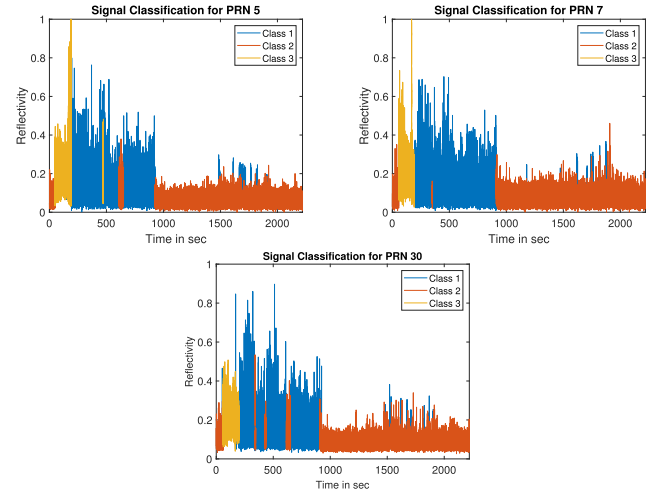 Signal Classification for PRN 5
Class 1
Class 2
Class 3
Reflectivity
1
0.8
0.6
0.4
0.2
0
0 500 1000 1500 2000
Time in sec
Signal Classification for PRN 7
Class 1
Class 2
Class 3
Reflectivity
1
0.8
0.6
0.4
0.2
0
0 500 1000 1500 2000
Time in sec
Signal Classification for PRN 30
Class 1
Class 2
Class 3
Reflectivity
1
0.8
0.6
0.4
0.2
0
0 500 1000 1500 2000
Time in sec